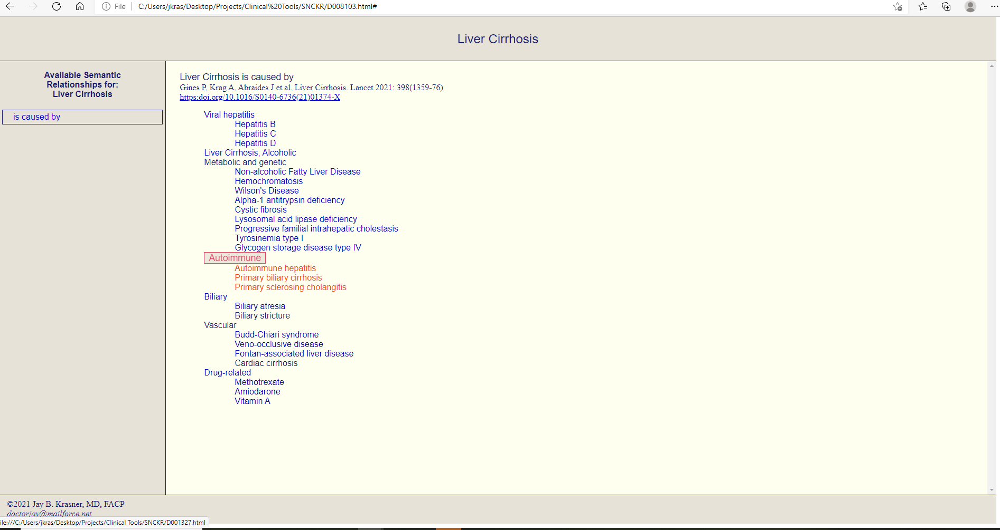 File
C:/Users/jkras/Desktop/Projects/Clinical%20Tools/SNCKR/D008103.html#
Liver Cirrhosis
Available Semantic
Relationships for:
Liver Cirrhosis
is caused by
Liver Cirrhosis is caused by
Gines P, Krag A, Abraides J et al. Liver Cirrhosis. Lancet 2021: 398(1359-76)
https:doi.org/10.1016/S0140-6736(21)01374-X
Viral hepatitis
Hepatitis B
Hepatitis C
Hepatitis D
Liver Cirrhosis, Alcoholic
Metabolic and genetic
Non-alcoholic Fatty Liver Disease
Hemochromatosis
Wilson's Disease
Alpha-1 antitrypsin deficiency
Cystic fibrosis
Lysosomal acid lipase deficiency
Progressive familial intrahepatic cholestasis
Tyrosinemia type I
Glycogen storage disease type IV
Autoimmune
Autoimmune hepatitis
Primary biliary cirrhosis
Primary sclerosing cholangitis
Biliary
Biliary atresia
Biliary stricture
Vascular
Budd-Chiari syndrome
Veno-occlusive disease
Fontan-associated liver disease
Cardiac cirrhosis
Drug-related
Methotrexate
Amiodarone
Vitamin A
©2021 Jay B. Krasner, MD, FACP
doctorjay@mailforce.net
ile:///C:/Users/jkras/Desktop/Projects/Clinical Tools/SNCKR/D001327.html